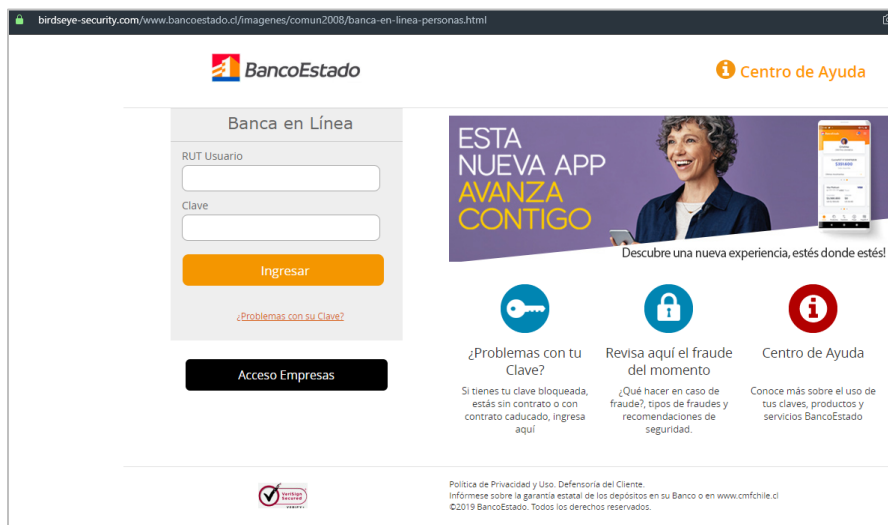 birdseye-security.com/www.bancoestado.cl/imagenes/comun2008/banca-en-linea-personas.html
BancoEstado
Centro de Ayuda
Banca en Línea
RUT Usuario
Clave
Ingresar
¿Problemas con su Clave?
Acceso Empresas
ESTA
NUEVA APP
AVANZA
CONTIGO
Descubre una nueva experiencia, estés donde estés!
¿Problemas con tu
Clave?
Si tienes tu clave bloqueada,
estás sin contrato o con
contrato caducado, ingresa
aquí
Revisa aquí el fraude
del momento
¿Qué hacer en caso de
fraude?, tipos de fraudes y
recomendaciones de
seguridad.
Centro de Ayuda
Conoce más sobre el uso de
tus claves, productos y
servicios BancoEstado
VeriSign
Secured
Política de Privacidad y Uso. Defensoría del Cliente.
Infórmese sobre la garantía estatal de los depósitos en su Banco o en www.cmfchile.cl
©2019 BancoEstado. Todos los derechos reservados.